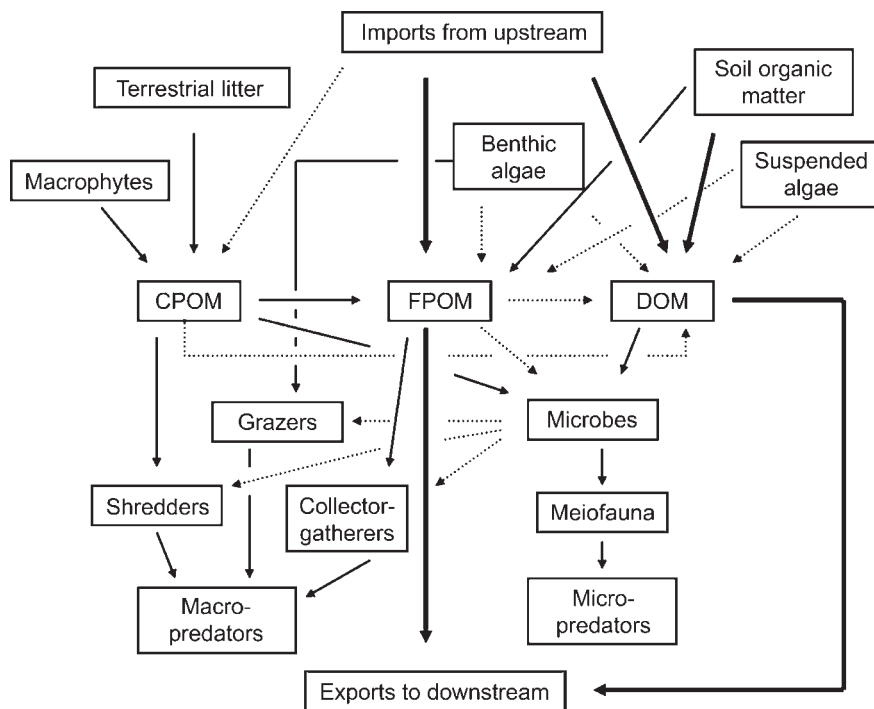 Imports from upstream
Terrestrial litter
Soil organic
matter
Benthic
algae
Suspended
algae
Macrophytes
CPOM
FPOM
DOM
Grazers
Microbes
Shredders
Collector-
gatherers
Meiofauna
Macro-
predators
Micro-
predators
Exports to downstream